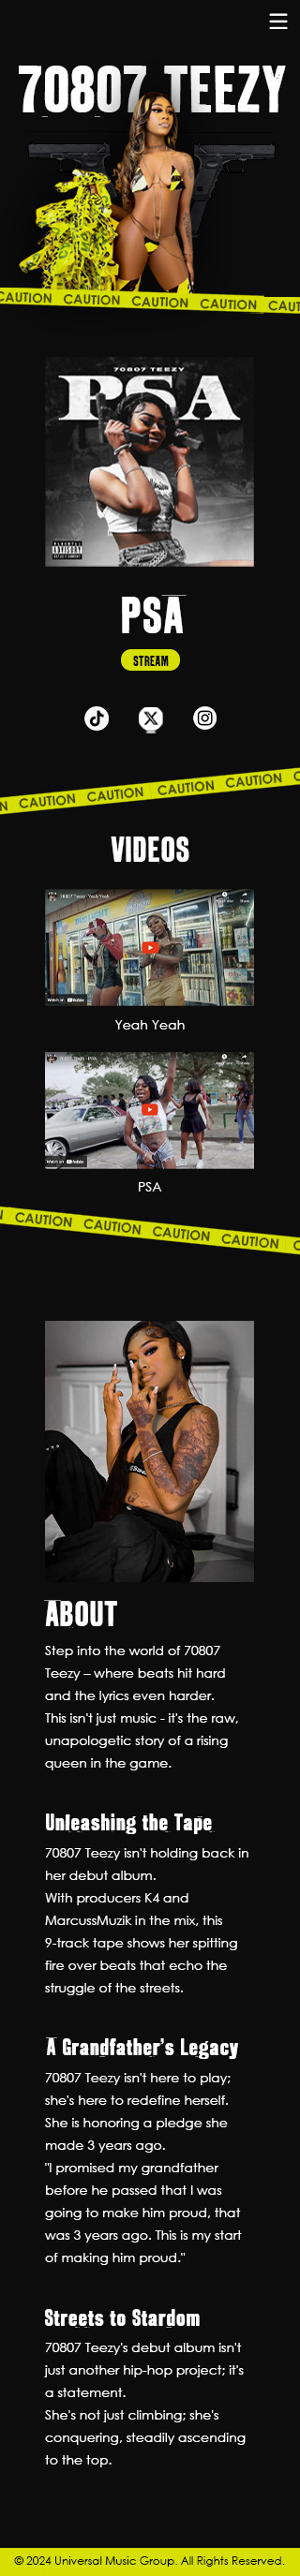 70807 TEEZY
CAUTION CAUTION CAUTION CAUTION CAUT
70807 TEEZY
PSA
PARENTAL
ADVISORY
EXPLICIT CONTENT
PSA
STREAM
N CAUTION CAUTION CAUTION CAUTION C
VIDEOS
70807 Teezy - Yeah Yeah
Watch on YouTube
Yeah Yeah
70807 Teezy - PSA
Watch on YouTube
PSA
N CAUTION CAUTION CAUTION CAUTION C
ABOUT
Step into the world of 70807
Teezy – where beats hit hard
and the lyrics even harder.
This isn't just music - it's the raw,
unapologetic story of a rising
queen in the game.
Unleashing the Tape
70807 Teezy isn't holding back in
her debut album.
With producers K4 and
MarcussMuzik in the mix, this
9-track tape shows her spitting
fire over beats that echo the
struggle of the streets.
A Grandfather's Legacy
70807 Teezy isn't here to play;
she's here to redefine herself.
She is honoring a pledge she
made 3 years ago.
"I promised my grandfather
before he passed that I was
going to make him proud, that
was 3 years ago. This is my start
of making him proud."
Streets to Stardom
70807 Teezy's debut album isn't
just another hip-hop project; it's
a statement.
She's not just climbing; she's
conquering, steadily ascending
to the top.
© 2024 Universal Music Group. All Rights Reserved.